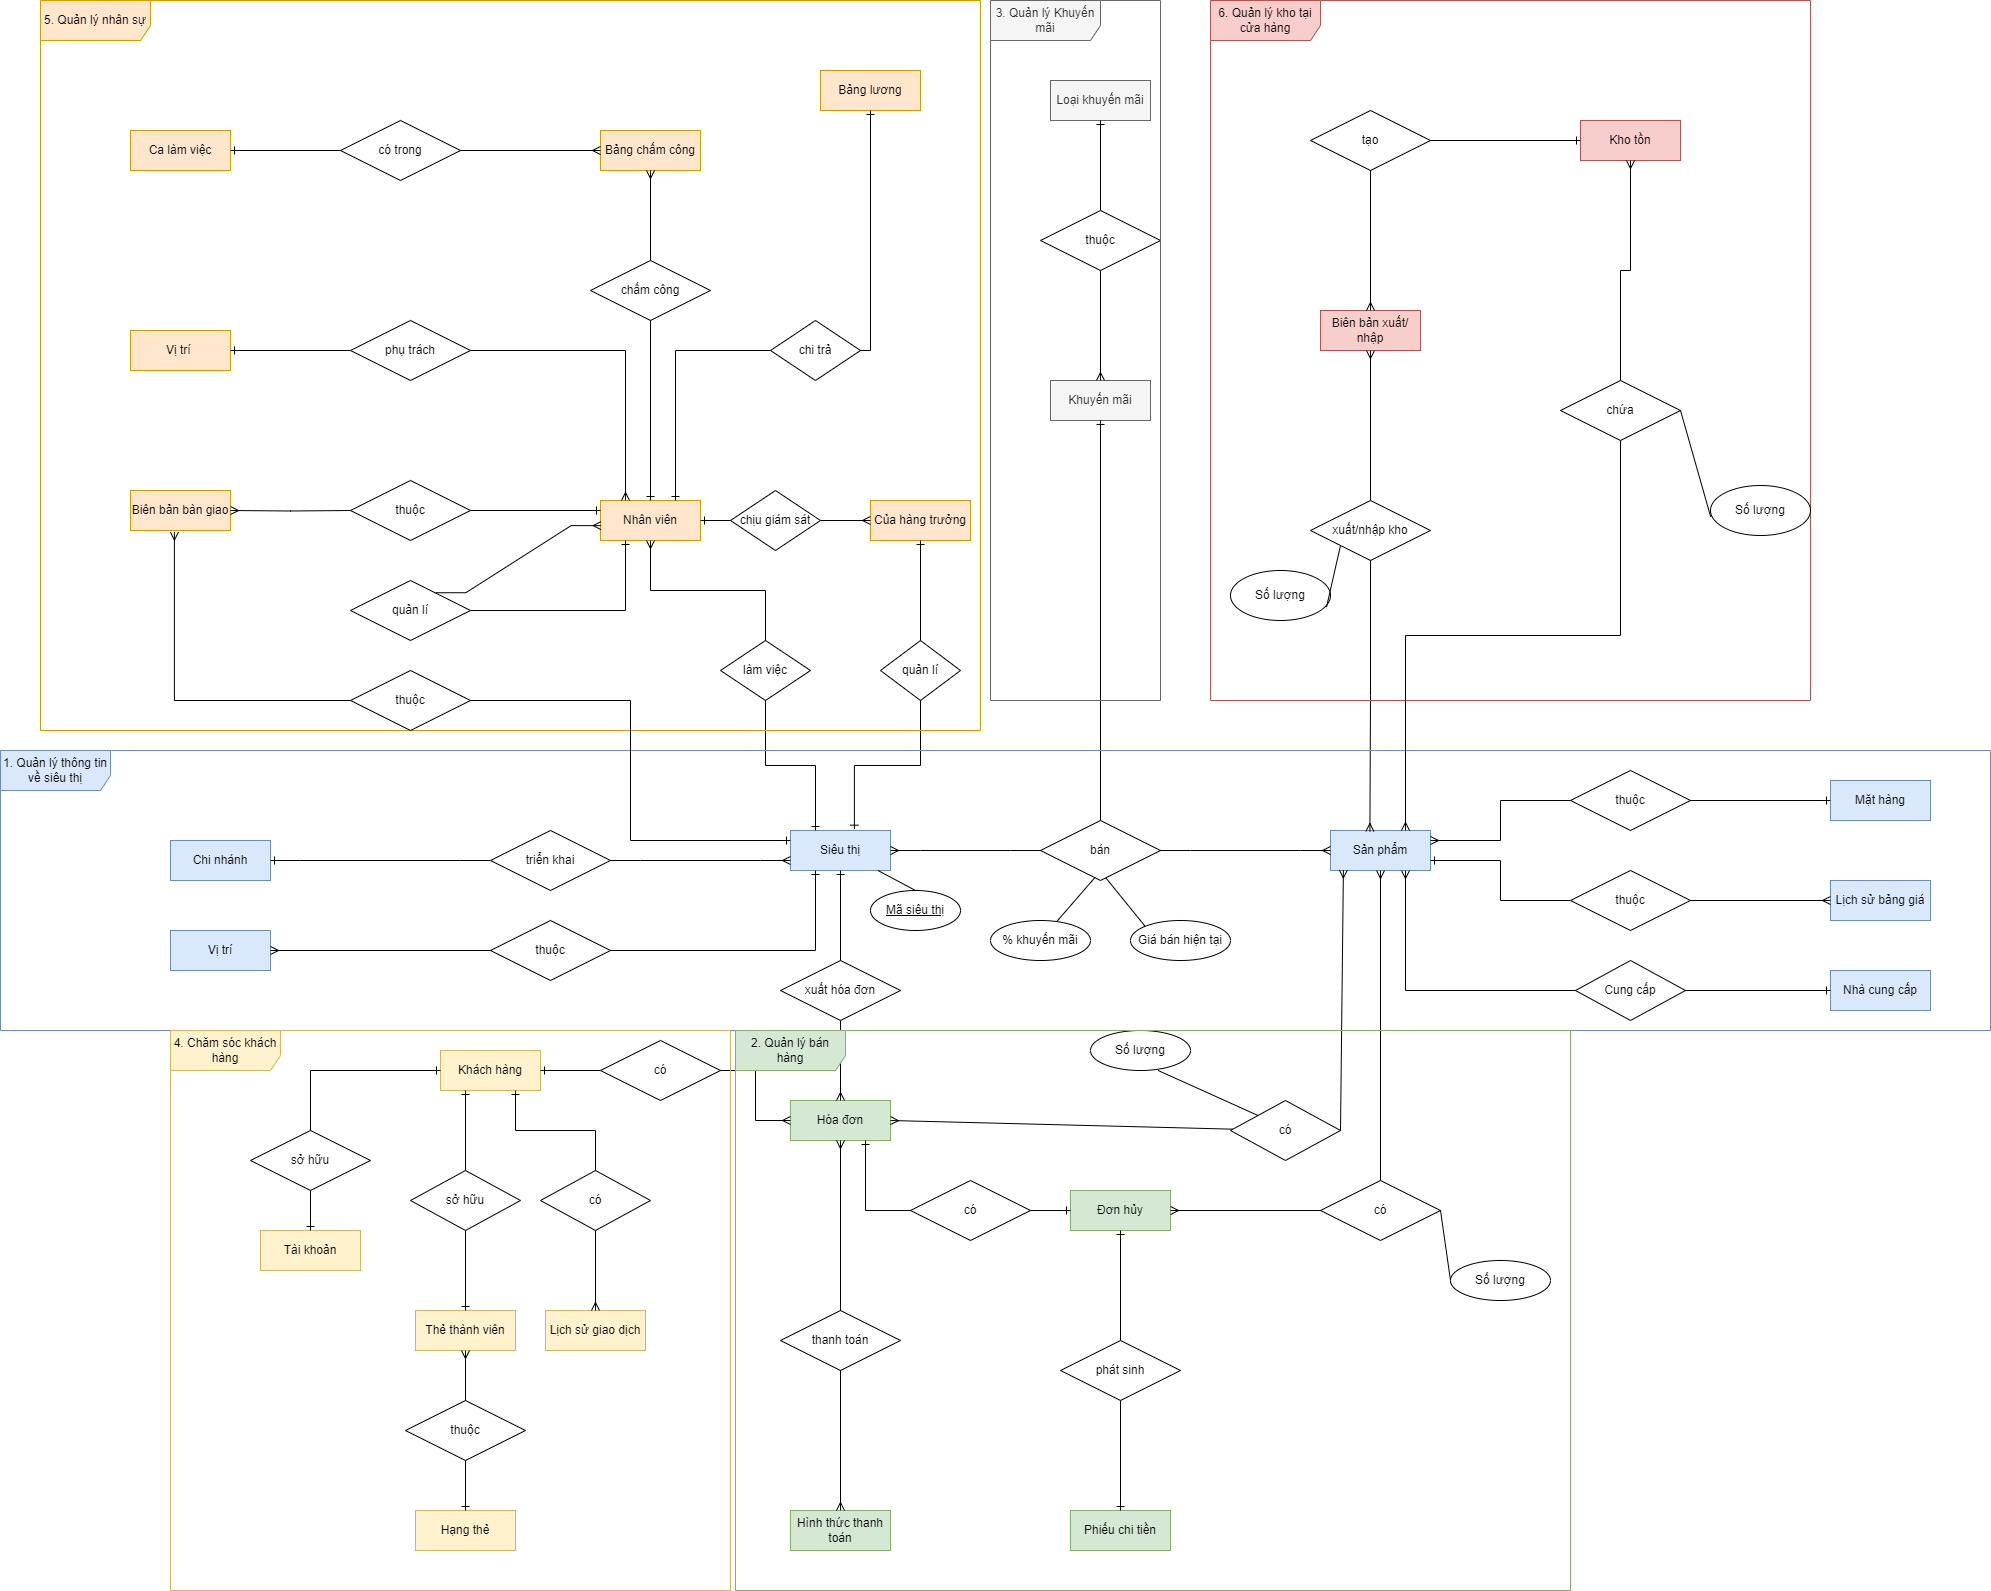 5. Quản lý nhân sự
Bảng lương
Ca làm việc
có trong
Bảng chấm công
chấm công
Vị trí
phụ trách
chi trả
Biên bản bàn giao
thuộc
Nhân viên
chịu giám sát
Của hàng trưởng
quản lí
làm việc
quản lí
thuộc
3. Quản lý Khuyến
mãi
Loại khuyến mãi
thuộc
Khuyến mãi
6. Quản lý kho tại
cửa hàng
tạo
Kho tồn
Biên bản xuất/
nhập
chứa
Số lượng
xuất/nhập kho
Số lượng
1. Quản lý thông tin
về siêu thị
Chi nhánh
triển khai
Siêu thị
Mã siêu thị
Vị trí
thuộc
xuất hóa đơn
bán
% khuyến mãi
Giá bán hiện tại
Sản phẩm
thuộc
Mặt hàng
thuộc
Lịch sử bảng giá
Cung cấp
Nhà cung cấp
4. Chăm sóc khách
hàng
Khách hàng
có
sở hữu
sở hữu
có
Tài khoản
Thẻ thành viên
Lịch sử giao dịch
thuộc
Hạng thẻ
2. Quản lý bán
hàng
Số lượng
Hóa đơn
có
có
Đơn hủy
có
Số lượng
thanh toán
phát sinh
Hình thức thanh
toán
Phiếu chi tiền